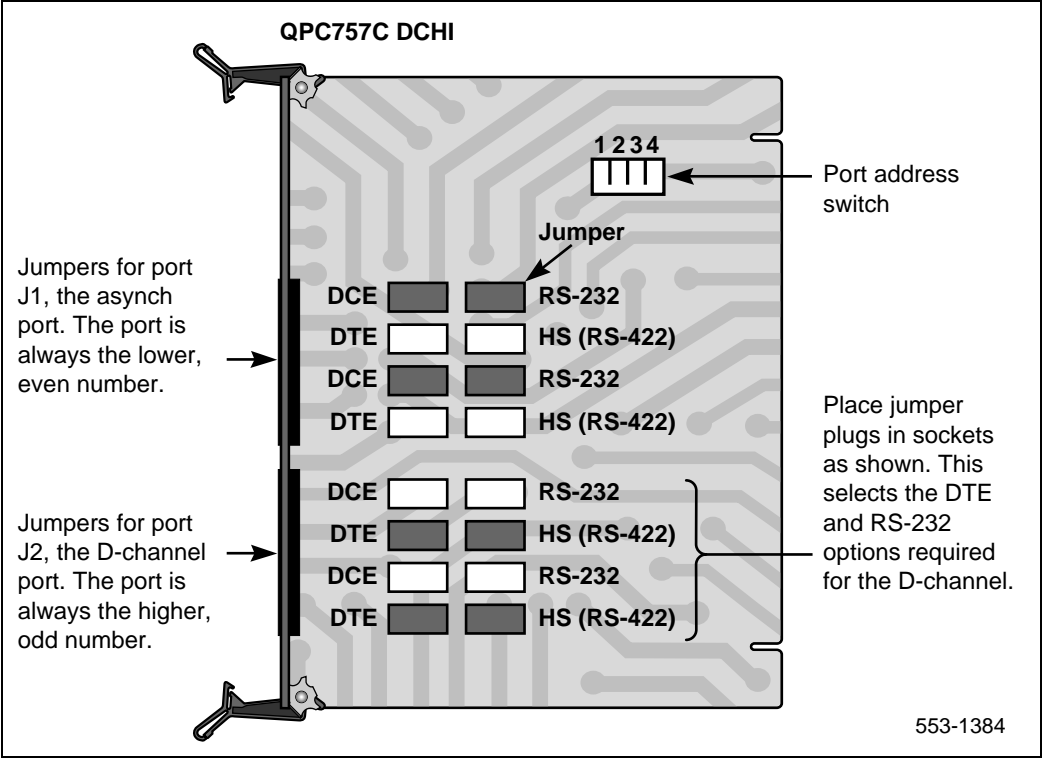 QPC757C DCHI
1 2 3 4
Port address
switch
Jumper
Jumpers for port
J1, the asynch
port. The port is
always the lower,
even number.
DCE RS-232
DTE HS (RS-422)
DCE RS-232
DTE HS (RS-422)
Jumpers for port
J2, the D-channel
port. The port is
always the higher,
odd number.
DCE RS-232
DTE HS (RS-422)
DCE RS-232
DTE HS (RS-422)
Place jumper
plugs in sockets
as shown. This
selects the DTE
and RS-232
options required
for the D-channel.
553-1384